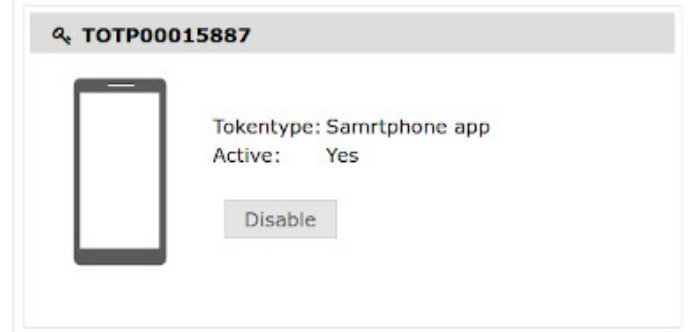 TOTP00015887
Tokentype: Samrtphone app
Active: Yes
Disable